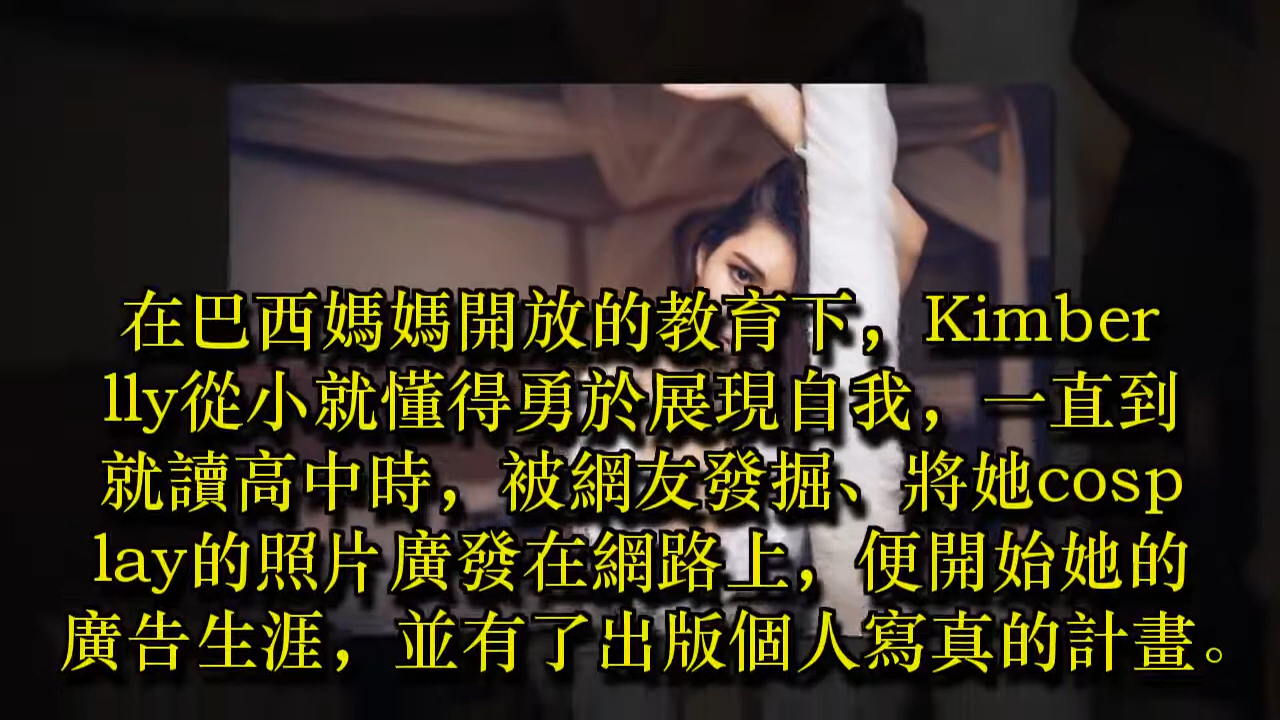 在巴西媽媽開放的教育下，Kimber
lly從小就懂得勇於展現自我，一直到
就讀高中時，被網友發掘、將她cosp
lay的照片廣發在網路上，便開始她的
廣告生涯，並有了出版個人寫真的計畫。